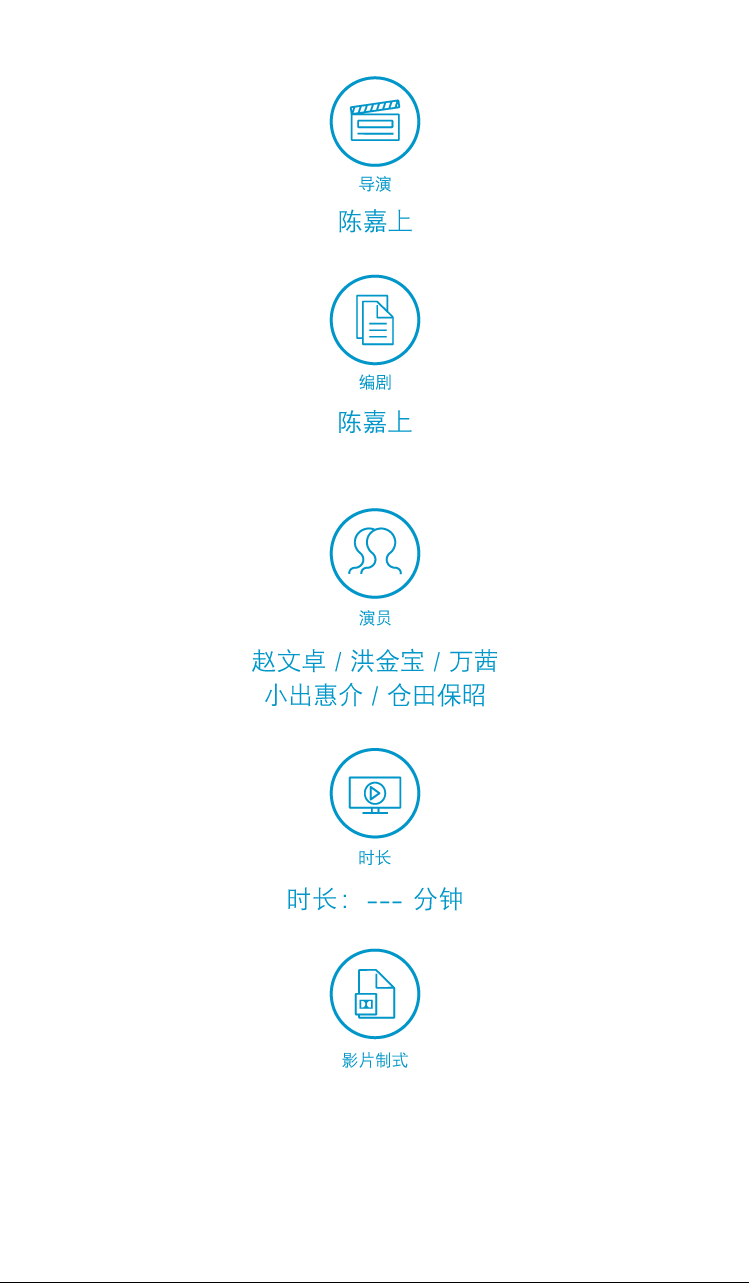 导演
陈嘉上
编剧
陈嘉上
演员
赵文卓 / 洪金宝 / 万茜
小出惠介 / 仓田保昭
时长
时长： --- 分钟
影片制式